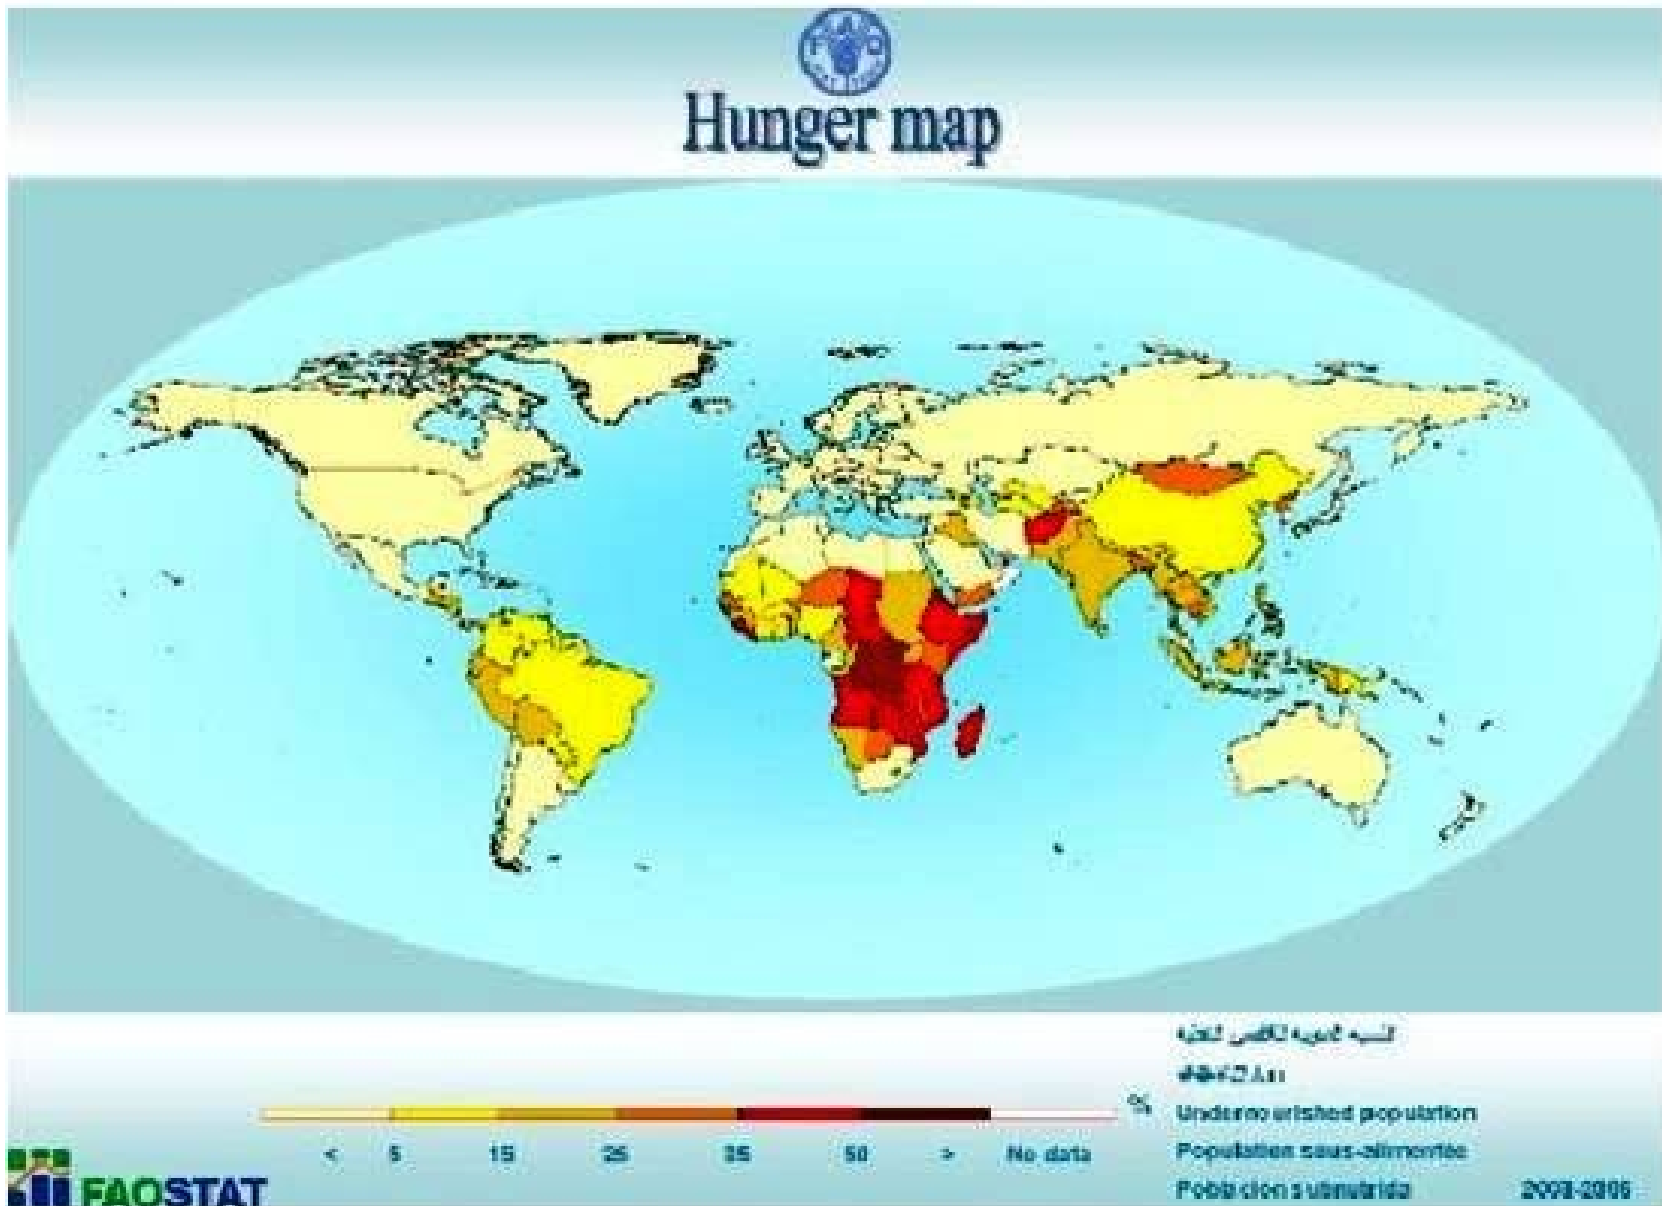 Hunger map
< 5 15 25 35 50 > No data
%
Undernourished population
Population sous-alimentée
Población subnutrida
FAOSTAT